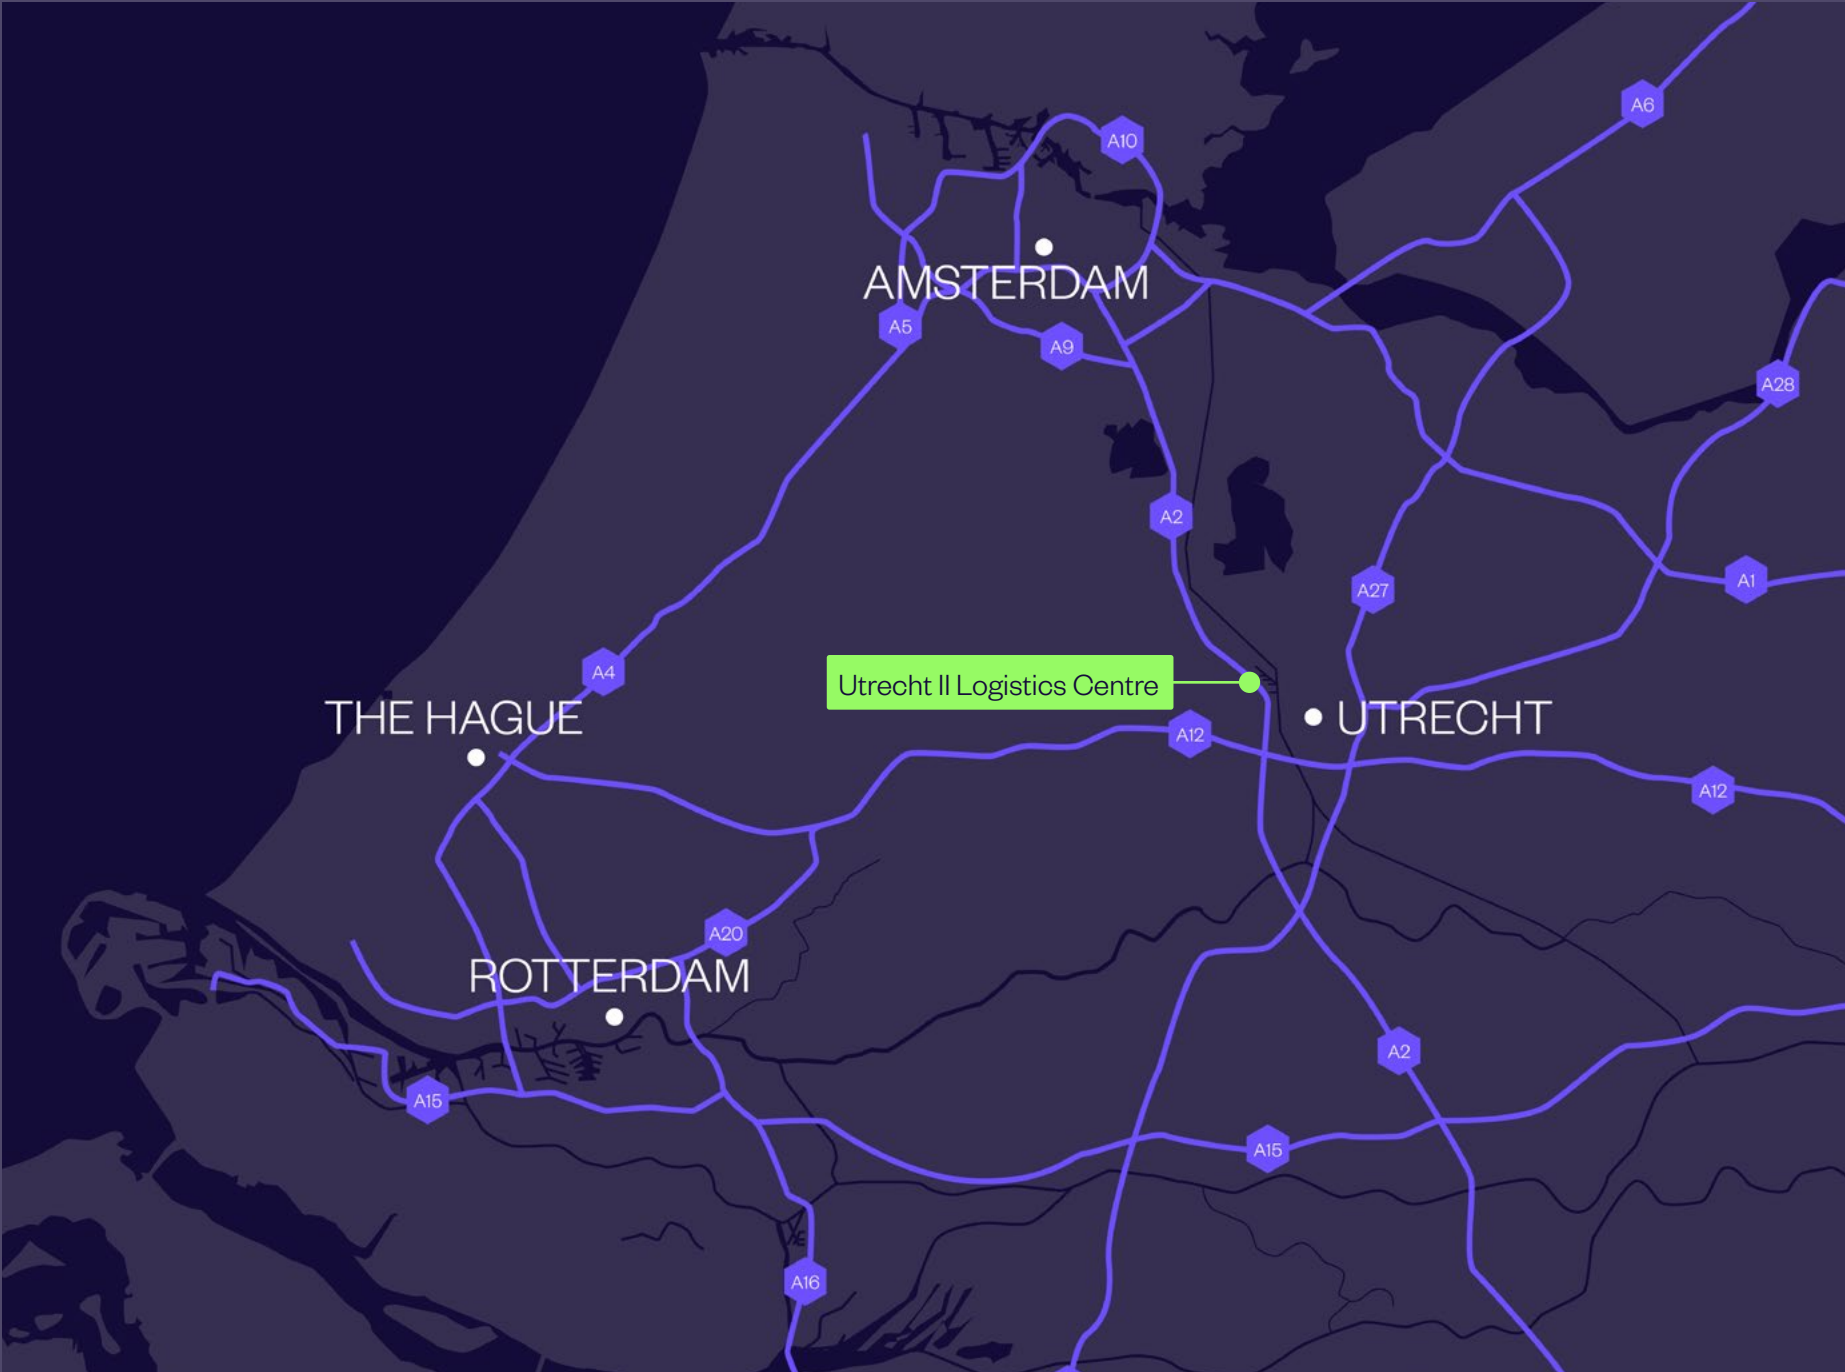 A6
A10
AMSTERDAM
A5
A9
A28
A2
A1
A27
A4
Utrecht II Logistics Centre
THE HAGUE
UTRECHT
A12
A12
A20
ROTTERDAM
A2
A15
A15
A16